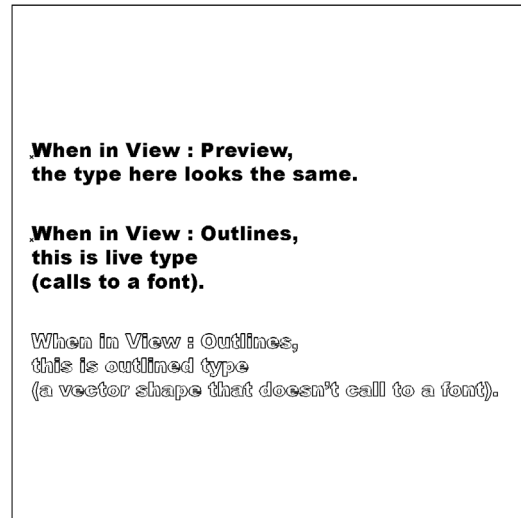 When in View : Preview,
the type here looks the same.
When in View : Outlines,
this is live type
(calls to a font).
When in View : Outlines,
this is outlined type
(a vector shape that doesn’t call to a font).